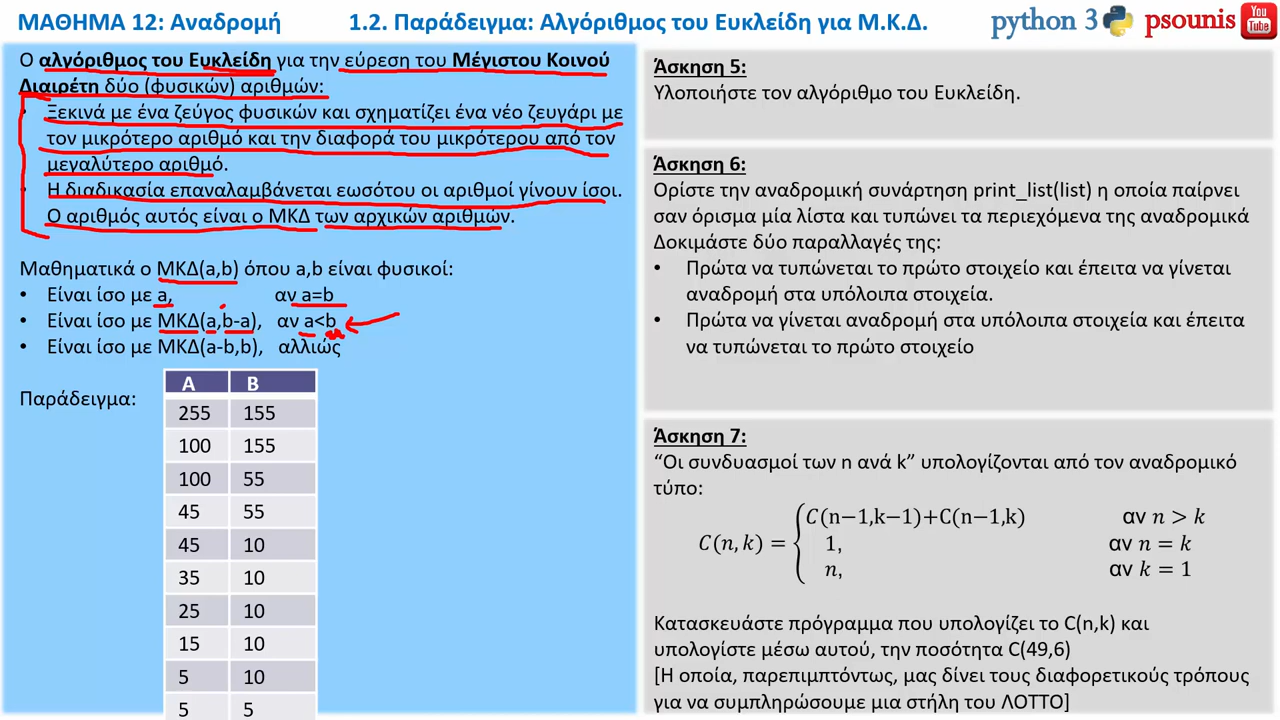 ΜΑΘΗΜΑ 12: Αναδρομή 1.2. Παράδειγμα: Αλγόριθμος του Ευκλείδη για Μ.Κ.Δ. python 3 psounis You Tube
Ο αλγόριθμος του Ευκλείδη για την εύρεση του Μέγιστου Κοινού
Διαιρέτη δύο (φυσικών) αριθμών:
• Ξεκινά με ένα ζεύγος φυσικών και σχηματίζει ένα νέο ζευγάρι με
τον μικρότερο αριθμό και την διαφορά του μικρότερου από τον
μεγαλύτερο αριθμό.
• Η διαδικασία επαναλαμβάνεται εωσότου οι αριθμοί γίνουν ίσοι.
Ο αριθμός αυτός είναι ο ΜΚΔ των αρχικών αριθμών.
Μαθηματικά ο ΜΚΔ(a,b) όπου a,b είναι φυσικοί:
• Είναι ίσο με a, αν a=b
• Είναι ίσο με ΜΚΔ(a,b-a), αν a<b
• Είναι ίσο με ΜΚΔ(a-b,b), αλλιώς
Παράδειγμα:
A B
255 155
100 155
100 55
45 55
45 10
35 10
25 10
15 10
5 10
5 5
Άσκηση 5:
Υλοποιήστε τον αλγόριθμο του Ευκλείδη.
Άσκηση 6:
Ορίστε την αναδρομική συνάρτηση print_list(list) η οποία παίρνει
σαν όρισμα μία λίστα και τυπώνει τα περιεχόμενα της αναδρομικά
Δοκιμάστε δύο παραλλαγές της:
• Πρώτα να τυπώνεται το πρώτο στοιχείο και έπειτα να γίνεται
αναδρομή στα υπόλοιπα στοιχεία.
• Πρώτα να γίνεται αναδρομή στα υπόλοιπα στοιχεία και έπειτα
να τυπώνεται το πρώτο στοιχείο
Άσκηση 7:
“Οι συνδυασμοί των n ανά k” υπολογίζονται από τον αναδρομικό
τύπο:
C(n−1,k−1)+C(n−1,k) αν n > k
C(n, k) = { 1, αν n = k
n, αν k = 1
Κατασκευάστε πρόγραμμα που υπολογίζει το C(n,k) και
υπολογίστε μέσω αυτού, την ποσότητα C(49,6)
[Η οποία, παρεπιμπτόντως, μας δίνει τους διαφορετικούς τρόπους
για να συμπληρώσουμε μια στήλη του ΛΟΤΤΟ]